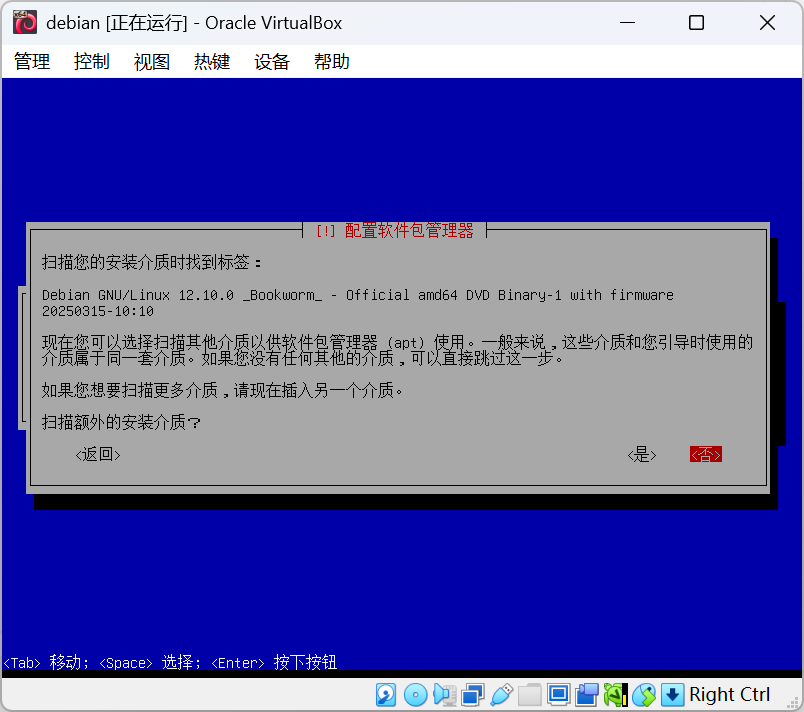 debian [正在运行] - Oracle VirtualBox
管理 控制 视图 热键 设备 帮助
[!] 配置软件包管理器
扫描您的安装介质时找到标签：
Debian GNU/Linux 12.10.0 _Bookworm_ - Official amd64 DVD Binary-1 with firmware
20250315-10:10
现在您可以选择扫描其他介质以供软件包管理器 (apt) 使用。一般来说，这些介质和您引导时使用的
介质属于同一套介质。如果您没有任何其他的介质，可以直接跳过这一步。
如果您想要扫描更多介质，请现在插入另一个介质。
扫描额外的安装介质？
<返回> <是> <否>
<Tab> 移动; <Space> 选择; <Enter> 按下按钮
Right Ctrl